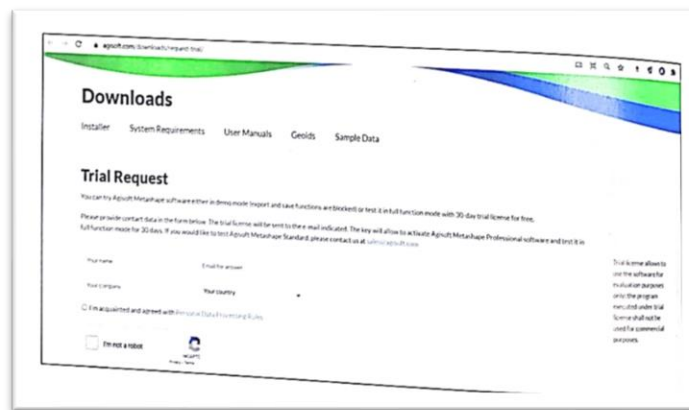 agisoft.com/downloads/request-trial/
Downloads
Installer System Requirements User Manuals Geoids Sample Data
Trial Request
You can try Agisoft Metashape software either in demo mode (export and save functions are blocked) or test it in full function mode with 30-day trial license for free.
Please provide contact data in the form below. The trial license will be sent to the e-mail indicated. The key will allow to activate Agisoft Metashape Professional software and test it in
full function mode for 30 days. If you would like to test Agisoft Metashape Standard, please contact us at sales@agisoft.com.
Your name Email for answer
Your company Your country
I'm acquainted and agreed with Personal Data Processing Rules
I'm not a robot
reCAPTCHA
Privacy - Terms
Trial license allows to
use the software for
evaluation purposes
only, the program
executed under trial
license shall not be
used for commercial
purposes.